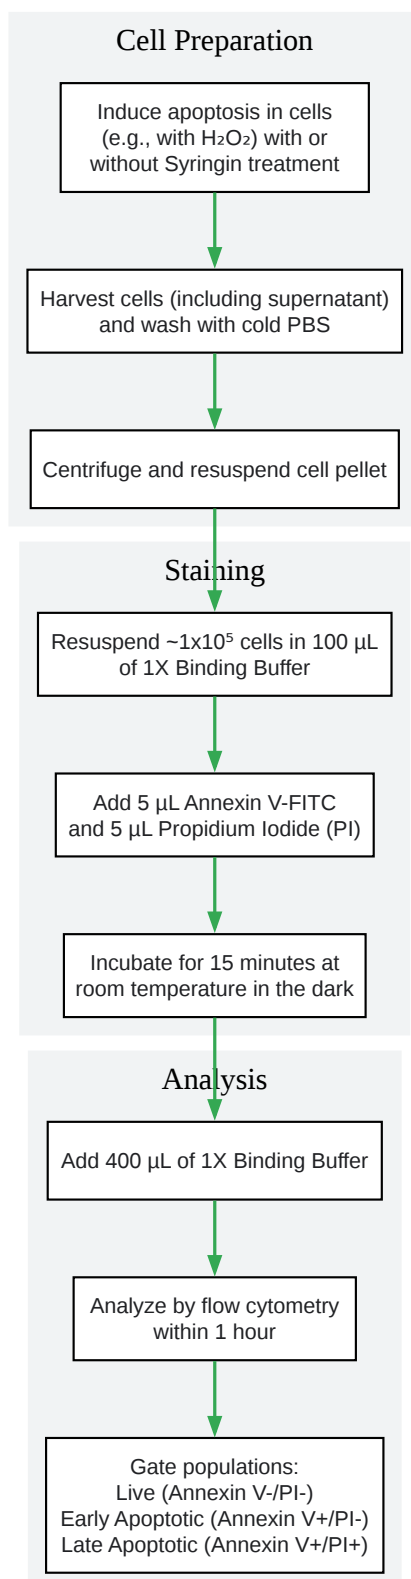 Cell Preparation
Induce apoptosis in cells
(e.g., with H₂O₂) with or
without Syringin treatment
Harvest cells (including supernatant)
and wash with cold PBS
Centrifuge and resuspend cell pellet
Staining
Resuspend ~1x10⁵ cells in 100 µL
of 1X Binding Buffer
Add 5 µL Annexin V-FITC
and 5 µL Propidium Iodide (PI)
Incubate for 15 minutes at
room temperature in the dark
Analysis
Add 400 µL of 1X Binding Buffer
Analyze by flow cytometry
within 1 hour
Gate populations:
Live (Annexin V-/PI-)
Early Apoptotic (Annexin V+/PI-)
Late Apoptotic (Annexin V+/PI+)